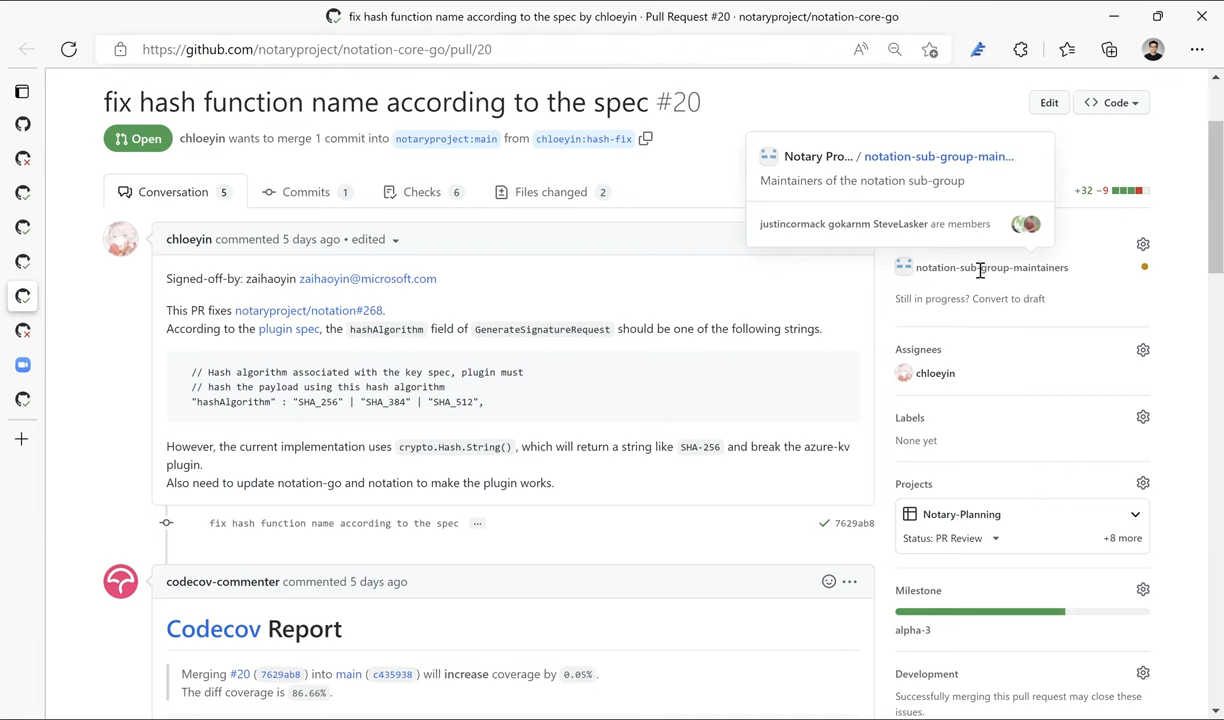 fix hash function name according to the spec by chloeyin · Pull Request #20 · notaryproject/notation-core-go
https://github.com/notaryproject/notation-core-go/pull/20
fix hash function name according to the spec #20
Edit
<> Code
Open
chloeyin wants to merge 1 commit into notaryproject:main from chloeyin:hash-fix
Notary Pro... / notation-sub-group-main...
Maintainers of the notation sub-group
justincormack gokarnm SteveLasker are members
Conversation 5
Commits 1
Checks 6
Files changed 2
+32 −9
chloeyin commented 5 days ago • edited
Signed-off-by: zaihaoyin zaihaoyin@microsoft.com
This PR fixes notaryproject/notation#268.
According to the plugin spec, the hashAlgorithm field of GenerateSignatureRequest should be one of the following strings.
// Hash algorithm associated with the key spec, plugin must
// hash the payload using this hash algorithm
"hashAlgorithm" : "SHA_256" | "SHA_384" | "SHA_512",
However, the current implementation uses crypto.Hash.String(), which will return a string like SHA-256 and break the azure-kv
plugin.
Also need to update notation-go and notation to make the plugin works.
fix hash function name according to the spec ...
7629ab8
codecov-commenter commented 5 days ago
Codecov Report
Merging #20 (7629ab8) into main (c435938) will increase coverage by 0.05%.
The diff coverage is 86.66%.
notation-sub-group-maintainers
Still in progress? Convert to draft
Assignees
chloeyin
Labels
None yet
Projects
Notary-Planning
Status: PR Review
+8 more
Milestone
alpha-3
Development
Successfully merging this pull request may close these
issues.